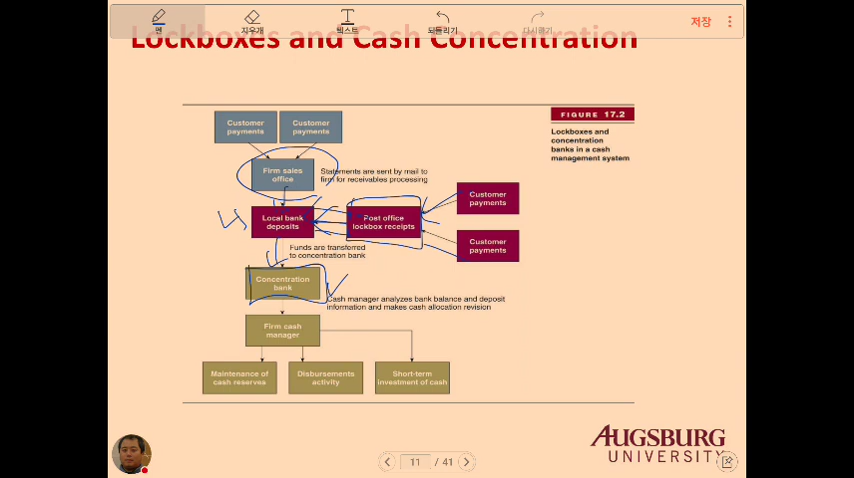 펜
지우개
텍스트
되돌리기
다시하기
저장
Lockboxes and Cash Concentration
FIGURE 17.2
Lockboxes and
concentration
banks in a cash
management system
Customer
payments
Customer
payments
Firm sales
office
Statements are sent by mail to
firm for receivables processing
Customer
payments
Local bank
deposits
Post office
lockbox receipts
Customer
payments
Funds are transferred
to concentration bank
Concentration
bank
Cash manager analyzes bank balance and deposit
information and makes cash allocation revision
Firm cash
manager
Maintenance of
cash reserves
Disbursements
activity
Short-term
investment of cash
AUGSBURG
UNIVERSITY
11 / 41